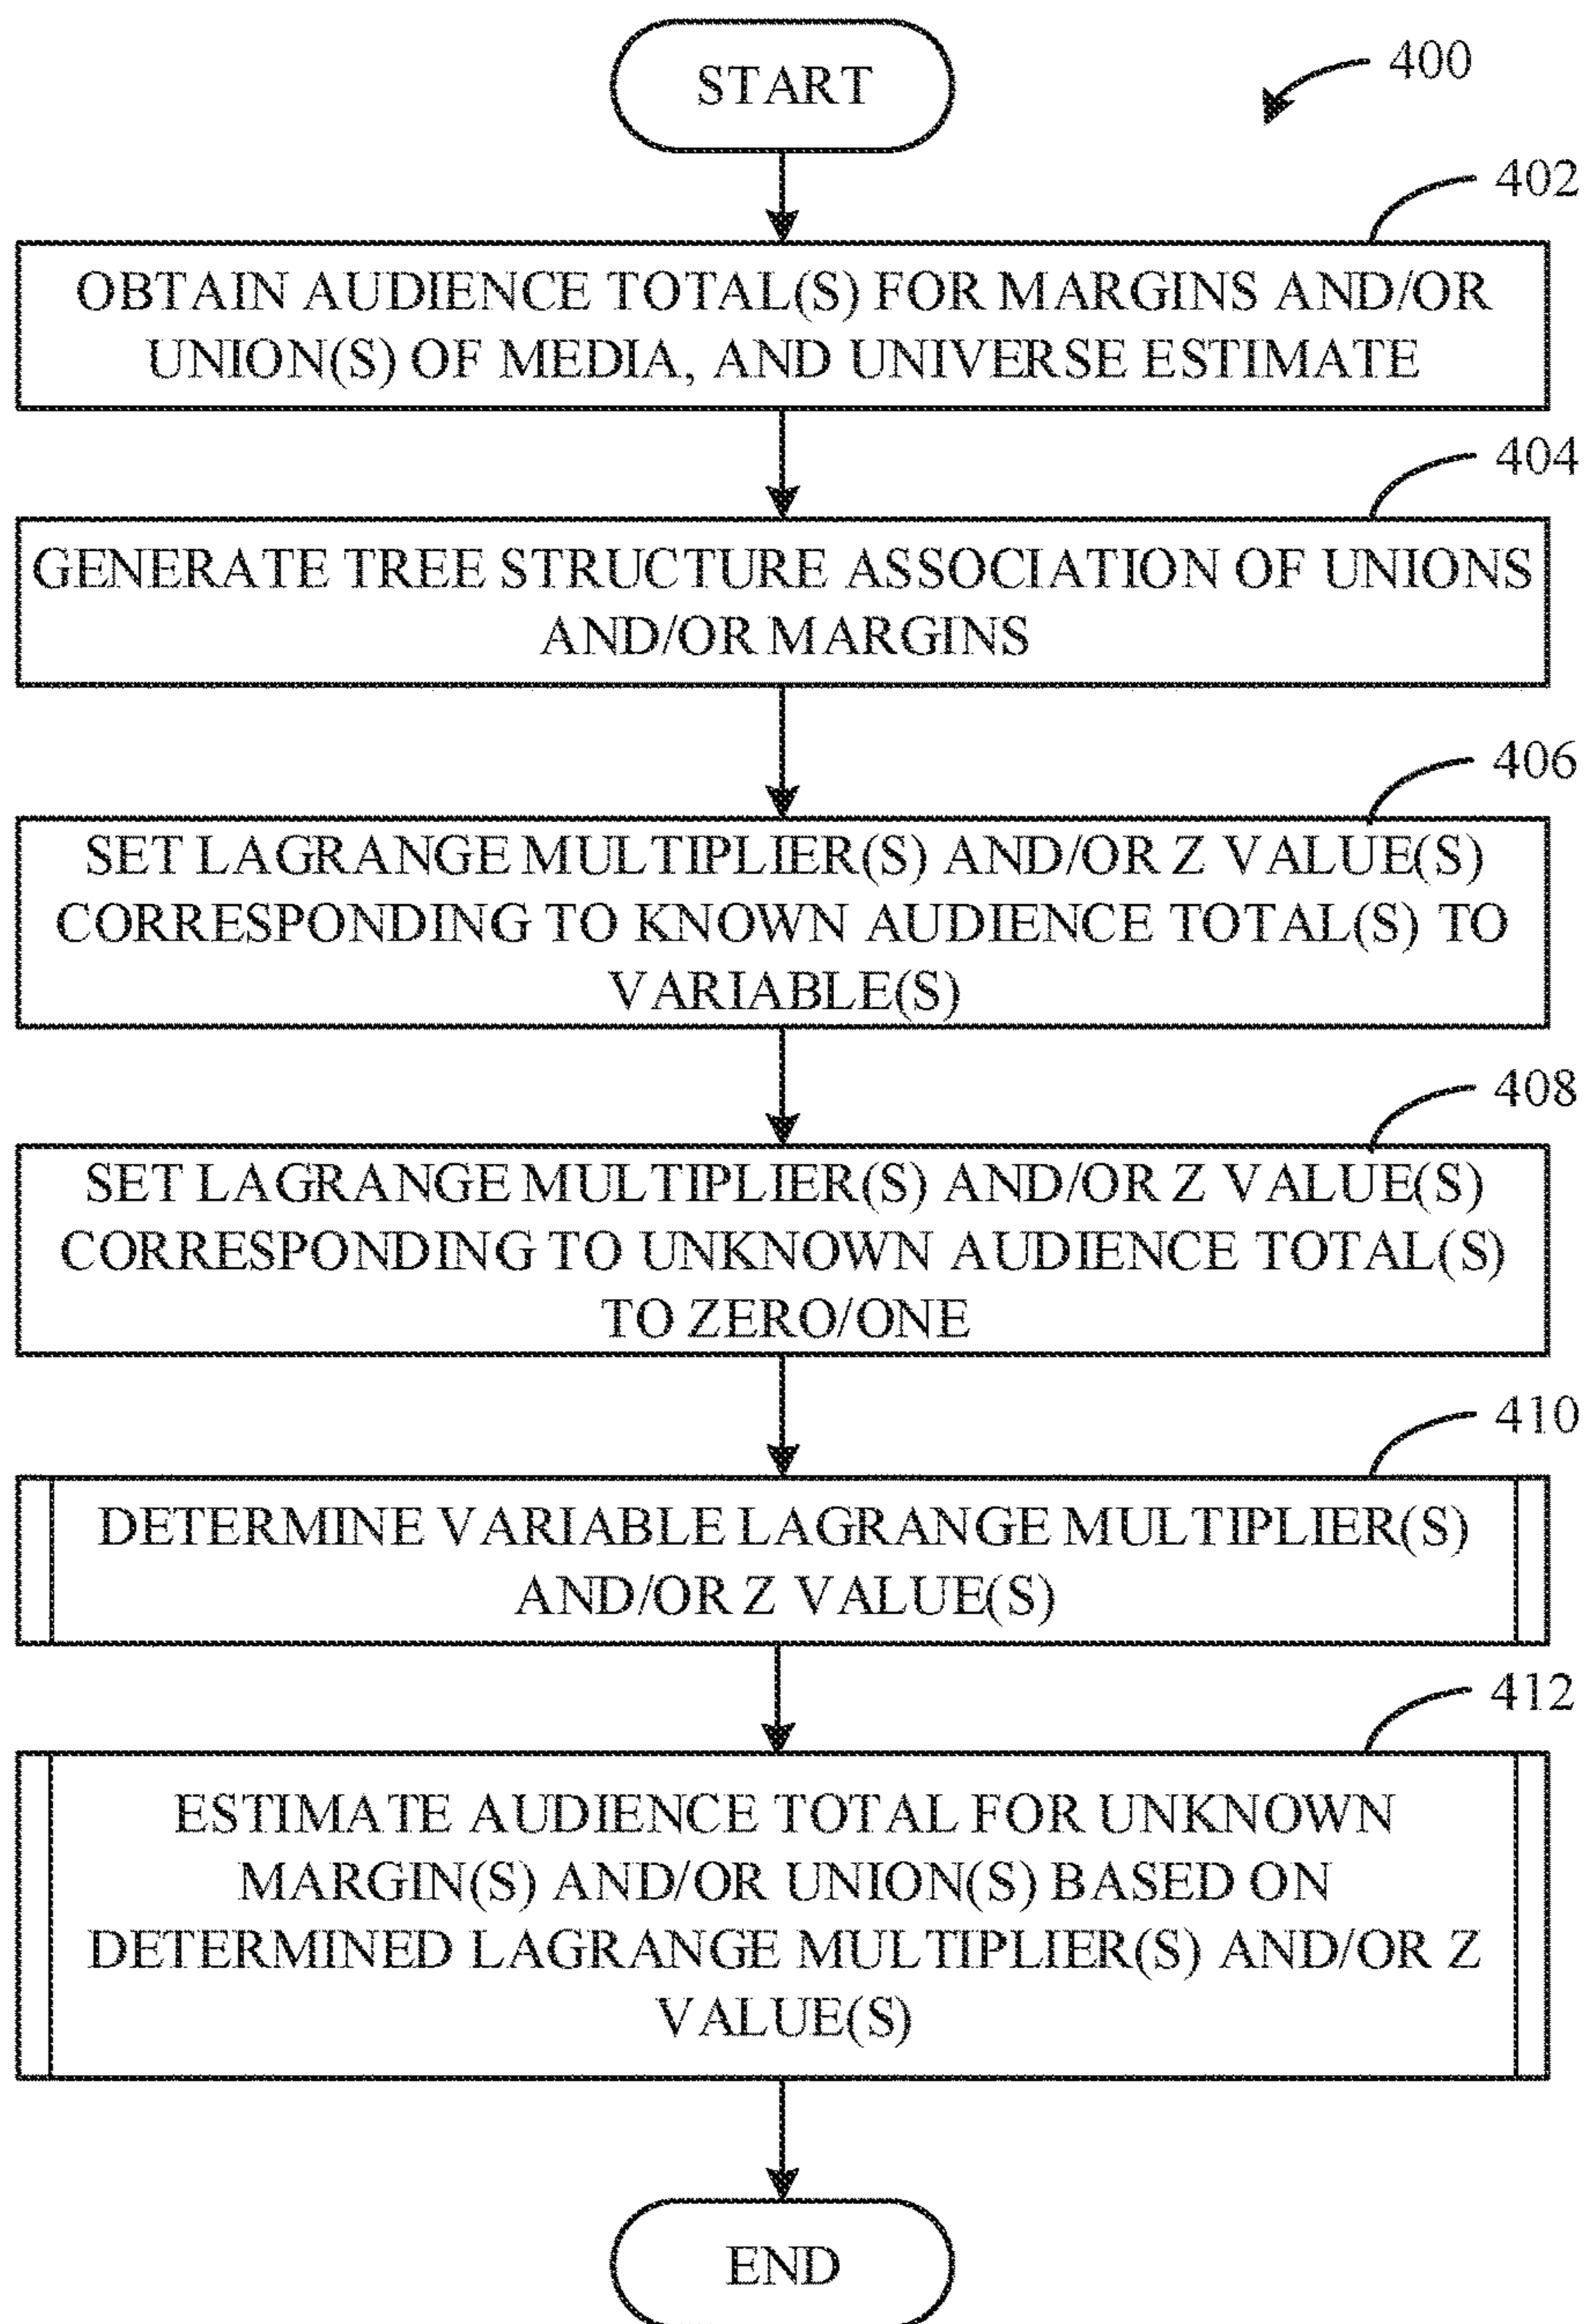 START
400
402
OBTAIN AUDIENCE TOTAL(S) FOR MARGINS AND/OR
UNION(S) OF MEDIA, AND UNIVERSE ESTIMATE
404
GENERATE TREE STRUCTURE ASSOCIATION OF UNIONS
AND/OR MARGINS
406
SET LAGRANGE MULTIPLIER(S) AND/OR Z VALUE(S)
CORRESPONDING TO KNOWN AUDIENCE TOTAL(S) TO
VARIABLE(S)
408
SET LAGRANGE MULTIPLIER(S) AND/OR Z VALUE(S)
CORRESPONDING TO UNKNOWN AUDIENCE TOTAL(S)
TO ZERO/ONE
410
DETERMINE VARIABLE LAGRANGE MULTIPLIER(S)
AND/OR Z VALUE(S)
412
ESTIMATE AUDIENCE TOTAL FOR UNKNOWN
MARGIN(S) AND/OR UNION(S) BASED ON
DETERMINED LAGRANGE MULTIPLIER(S) AND/OR Z
VALUE(S)
END